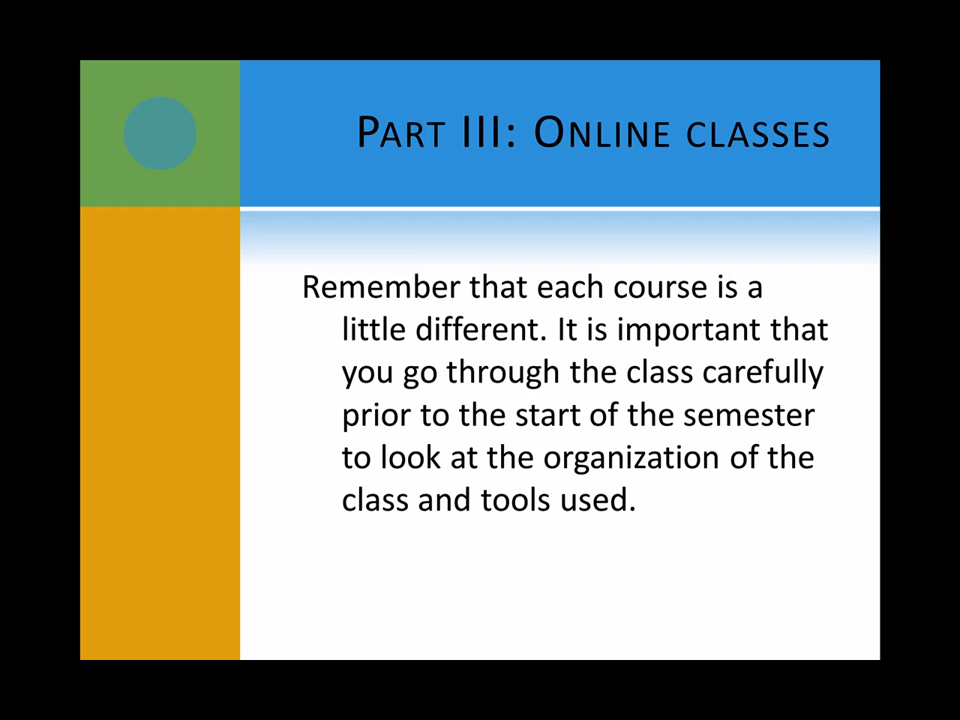 PART III: ONLINE CLASSES
Remember that each course is a
little different. It is important that
you go through the class carefully
prior to the start of the semester
to look at the organization of the
class and tools used.